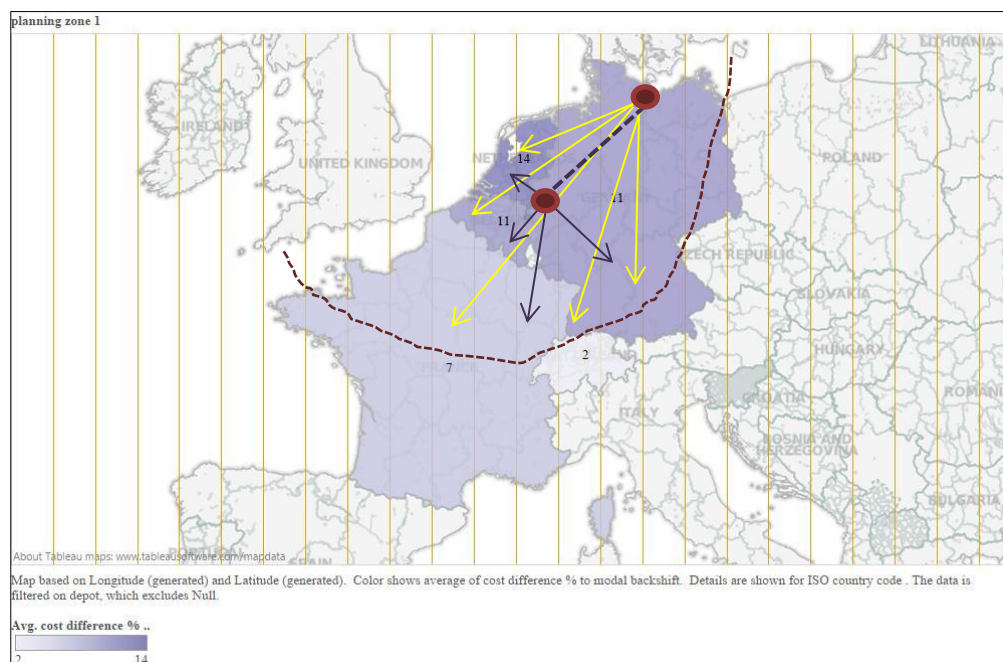 planning zone 1
LITHUANIA
IRELAND
UNITED KINGDOM
POLAND
14
11
11
CZECH REPUBLIC
SLOVAKIA
HUNGARY
2
7
FRANCE
ROMANI
CROATIA
ITALY
BOSNIA AND
HERZEGOVINA
BULGARIA
SPAIN
About Tableau maps: www.tableausoftware.com/mapdata
Map based on Longitude (generated) and Latitude (generated).  Color shows average of cost difference % to modal backshift.  Details are shown for ISO country code . The data is
filtered on depot, which excludes Null.
Avg. cost difference % ..
2
14